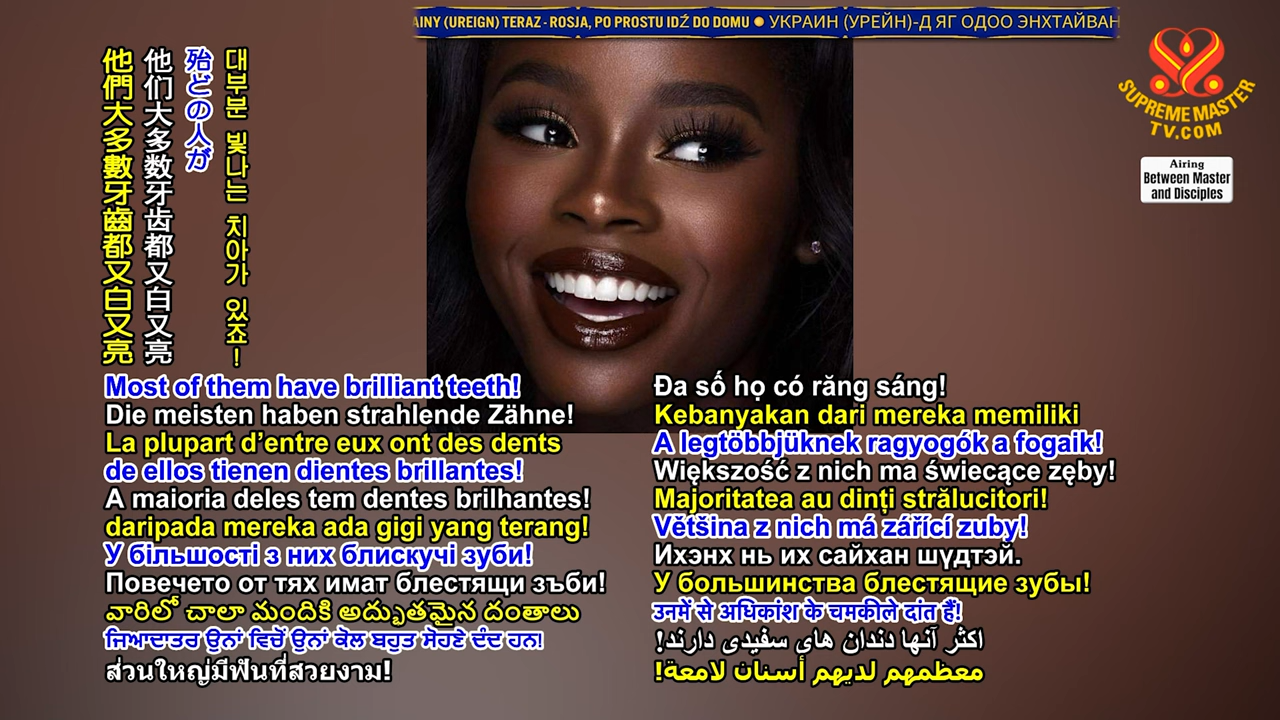 AINY (UREIGN) TERAZ - ROSJA, PO PROSTU IDŹ DO DOMU ● УКРАИН (УРЕЙН)-Д ЯГ ОДОО ЭНХТАЙВАН
SUPREME MASTER
TV.COM
Airing
Between Master
and Disciples
他們大多數牙齒都又白又亮
他们大多数牙齿都又白又亮
殆どの人が
대부분 빛나는 치아가 있죠!
Most of them have brilliant teeth!
Die meisten haben strahlende Zähne!
La plupart d’entre eux ont des dents
de ellos tienen dientes brillantes!
A maioria deles tem dentes brilhantes!
daripada mereka ada gigi yang terang!
У більшості з них блискучі зуби!
Повечето от тях имат блестящи зъби!
వారిలో చాలా మందికి అద్భుతమైన దంతాలు
ਜਿਆਦਾਤਰ ਉਨਾਂ ਵਿਚੋਂ ਉਨਾਂ ਕੋਲ ਬਹੁਤ ਸੋਹਣੇ ਦੰਦ ਹਨ!
ส่วนใหญ่มีฟันที่สวยงาม!
Đa số họ có răng sáng!
Kebanyakan dari mereka memiliki
A legtöbbjüknek ragyogók a fogaik!
Większość z nich ma świecące zęby!
Majoritatea au dinți strălucitori!
Většina z nich má zářící zuby!
Ихэнх нь их сайхан шүдтэй.
У большинства блестящие зубы!
उनमें से अधिकांश के चमकीले दांत हैं!
اکثر آنها دندان های سفیدی دارند!
معظمهم لديهم أسنان لامعة!